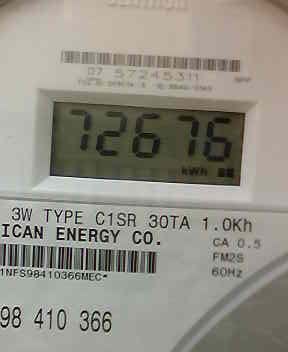 07 57245311
72676
kWh
3W TYPE C1SR 30TA 1.0Kh
ICAN ENERGY CO.
CA 0.5
FM2S
60Hz
1NFS98410366MEC*
98 410 366